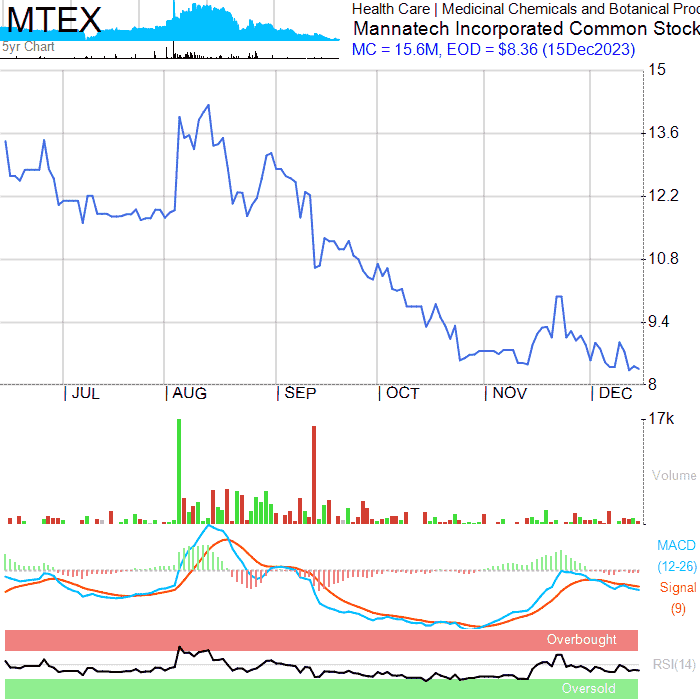 MTEX
5yr Chart
Health Care | Medicinal Chemicals and Botanical Prod
Mannatech Incorporated Common Stock
MC = 15.6M, EOD = $8.36 (15Dec2023)
15
13.6
12.2
10.8
9.4
8
JUL
AUG
SEP
OCT
NOV
DEC
17k
Volume
MACD
(12-26)
Signal
(9)
Overbought
RSI(14)
Oversold